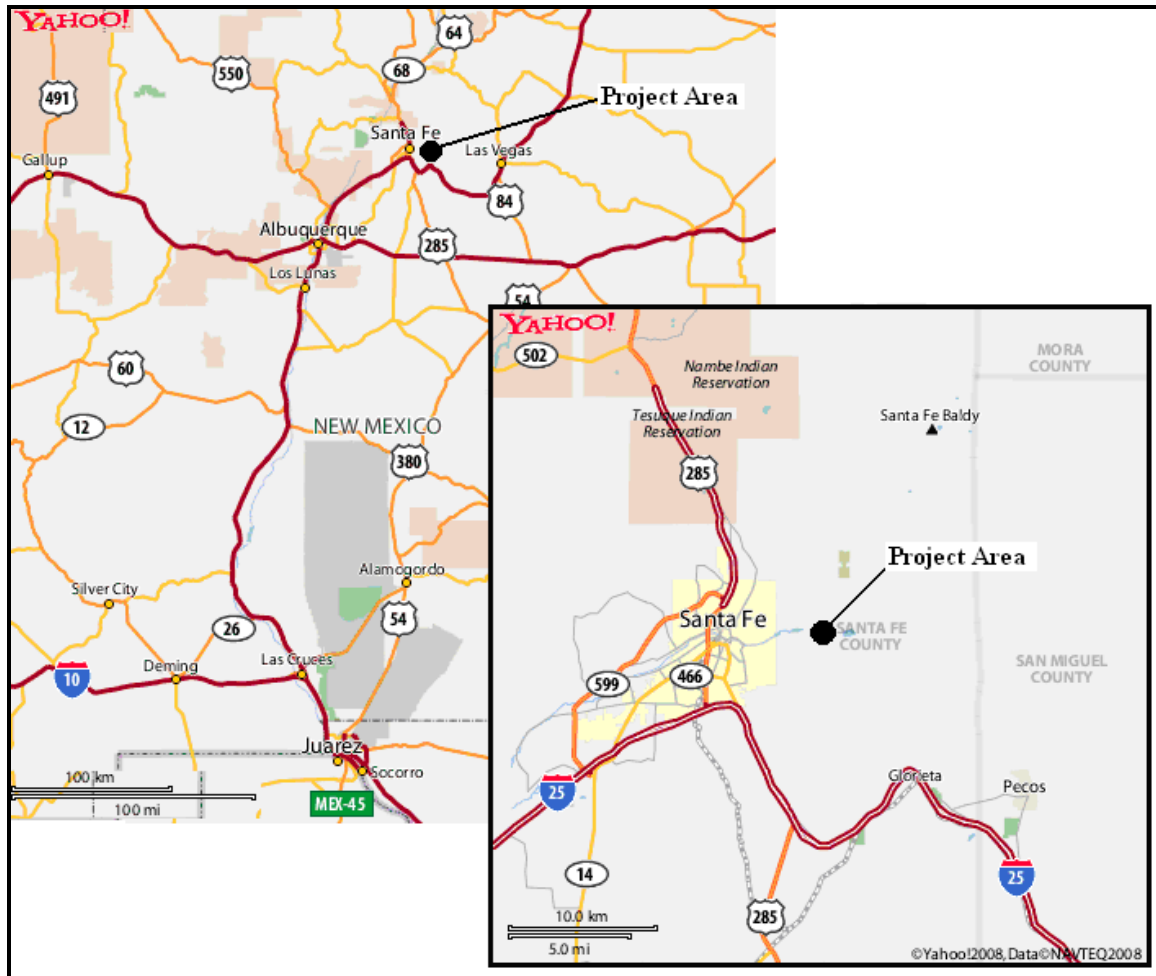 YAHOO!
64
550
68
491
Project Area
Santa Fe
Las Vegas
Gallup
84
Albuquerque
285
Los Lunas
54
60
12
NEW MEXICO
380
Alamogordo
Silver City
54
26
Las Cruces
Deming
10
Juarez
100 km
Socorro
100 mi
MEX-45
YAHOO!
502
Nambe Indian
Reservation
MORA
COUNTY
Tesuque Indian
Reservation
Santa Fe Baldy
285
Project Area
Santa Fe
SANTA FE
COUNTY
SAN MIGUEL
COUNTY
599
466
25
Glorieta
Pecos
14
25
10.0 km
285
5.0 mi
©Yahoo!2008, Data©NAVTEQ2008